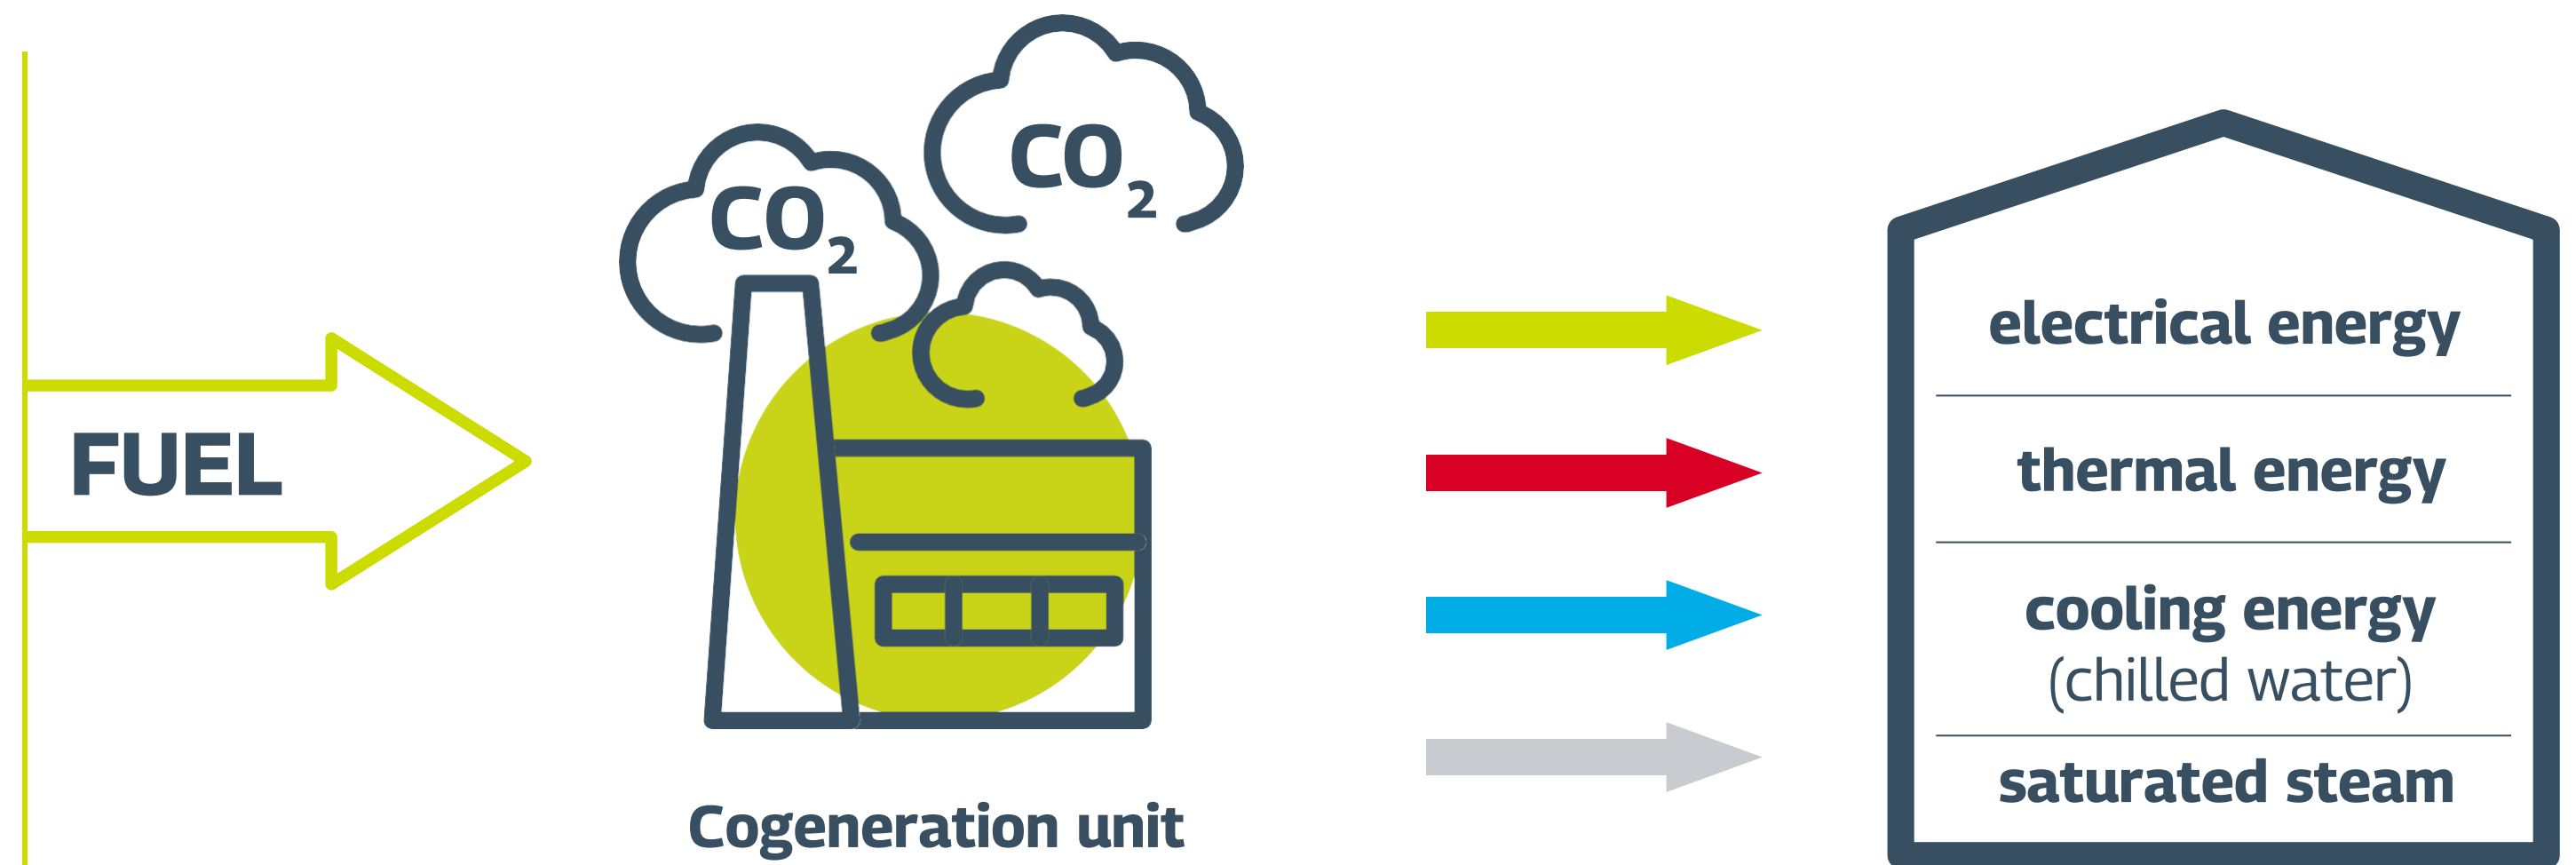 FUEL
CO₂
CO₂
Cogeneration unit
electrical energy
thermal energy
cooling energy
(chilled water)
saturated steam